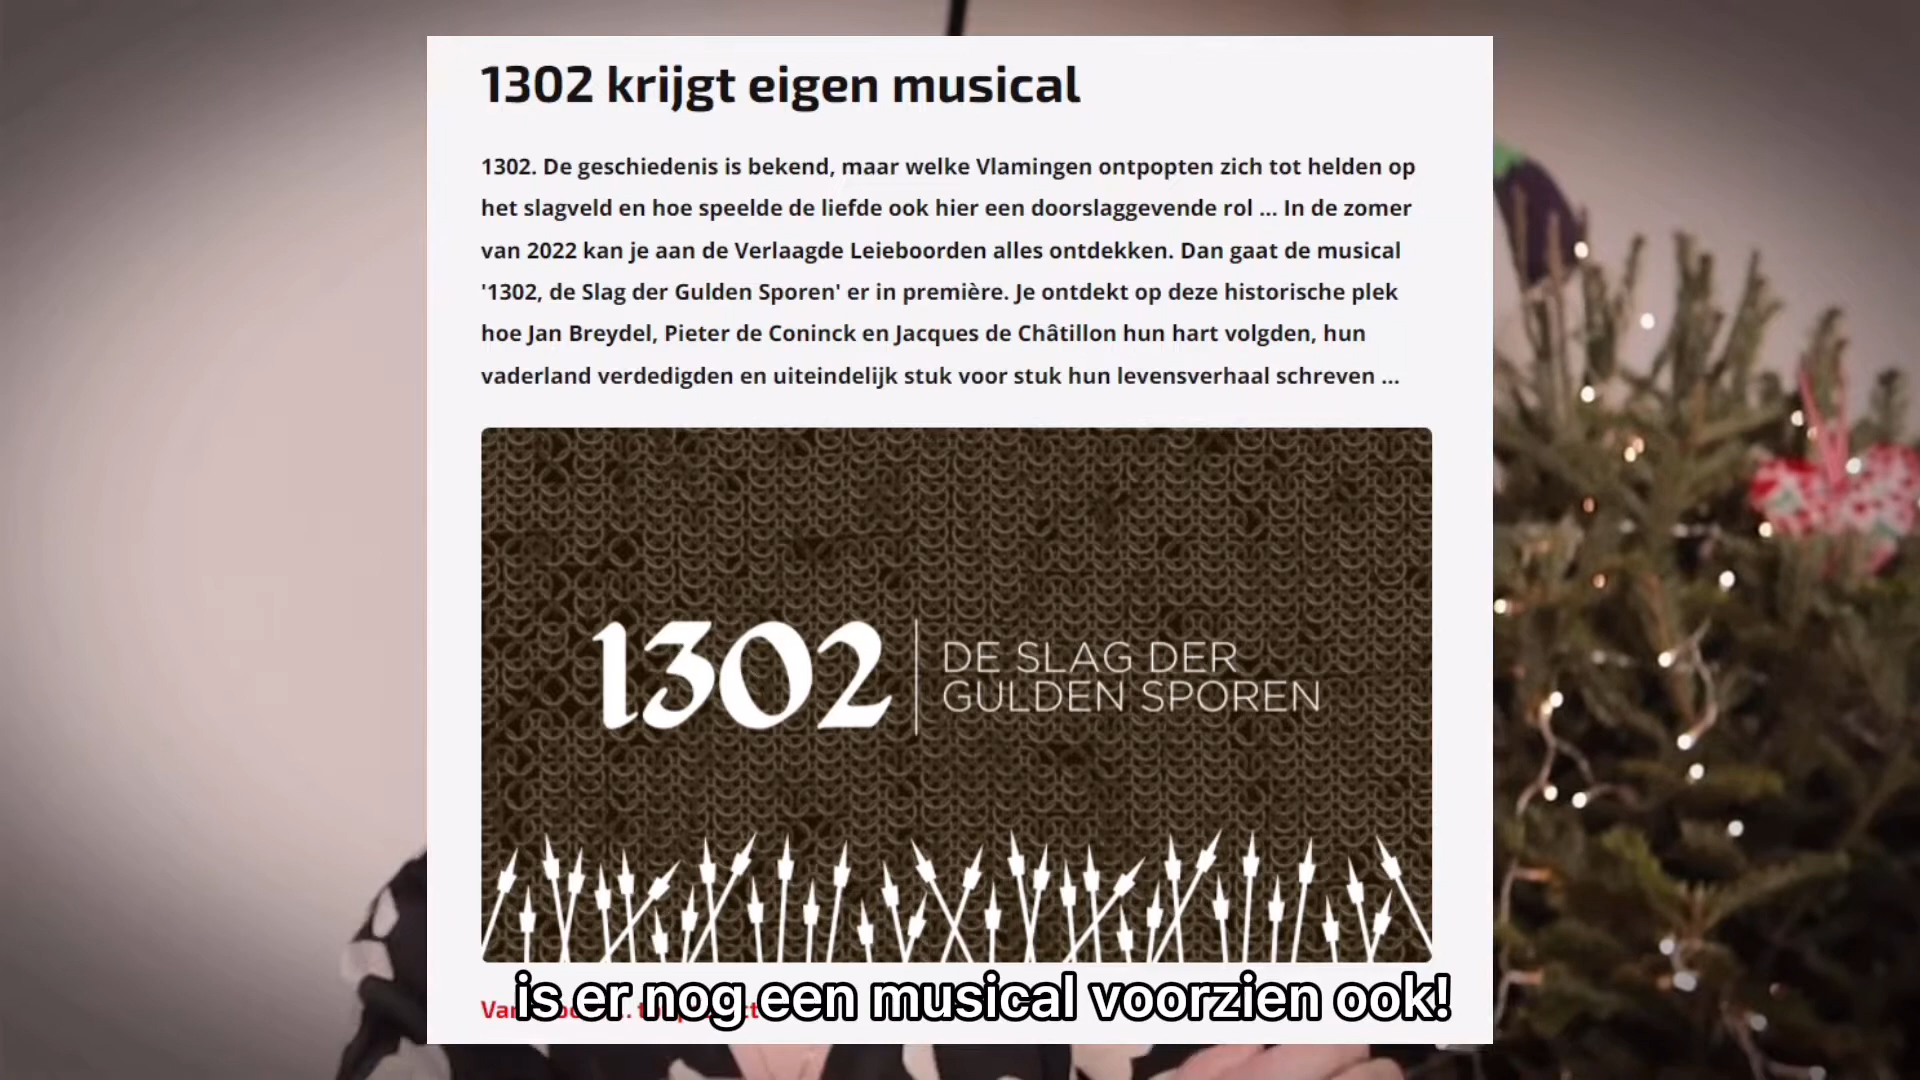 1302 krijgt eigen musical
1302. De geschiedenis is bekend, maar welke Vlamingen ontpopten zich tot helden op
het slagveld en hoe speelde de liefde ook hier een doorslaggevende rol ... In de zomer
van 2022 kan je aan de Verlaagde Leieboorden alles ontdekken. Dan gaat de musical
'1302, de Slag der Gulden Sporen' er in première. Je ontdekt op deze historische plek
hoe Jan Breydel, Pieter de Coninck en Jacques de Châtillon hun hart volgden, hun
vaderland verdedigden en uiteindelijk stuk voor stuk hun levensverhaal schreven ...
1302
DE SLAG DER
GULDEN SPOREN
is er nog een musical voorzien ook!